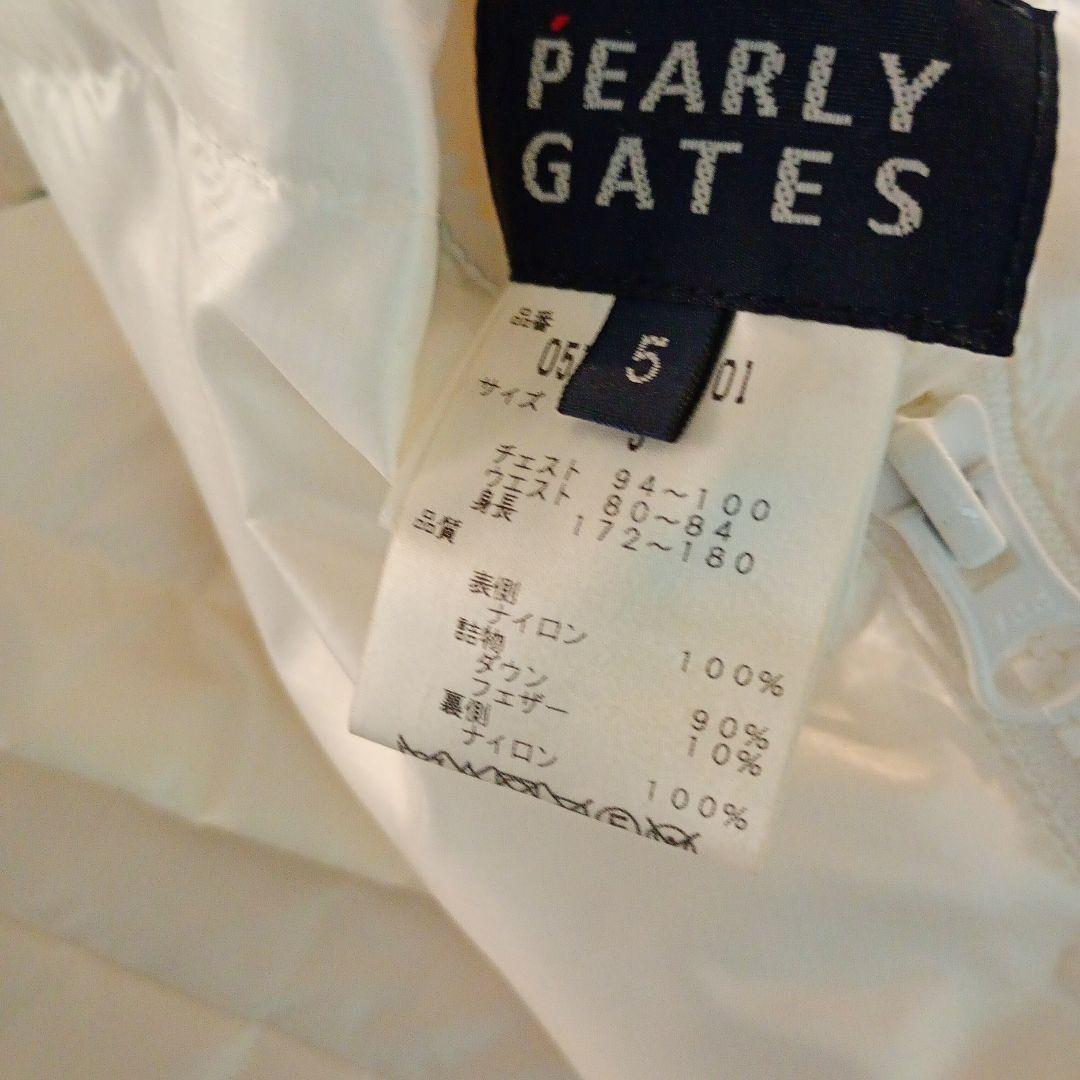 PEARLY
GATES
5
品番
05 01
サイズ
チェスト 94～100
ウエスト 80～84
身長 172～180
品質
表側
ナイロン 100%
詰物
ダウン 90%
フェザー 10%
裏側
ナイロン 100%